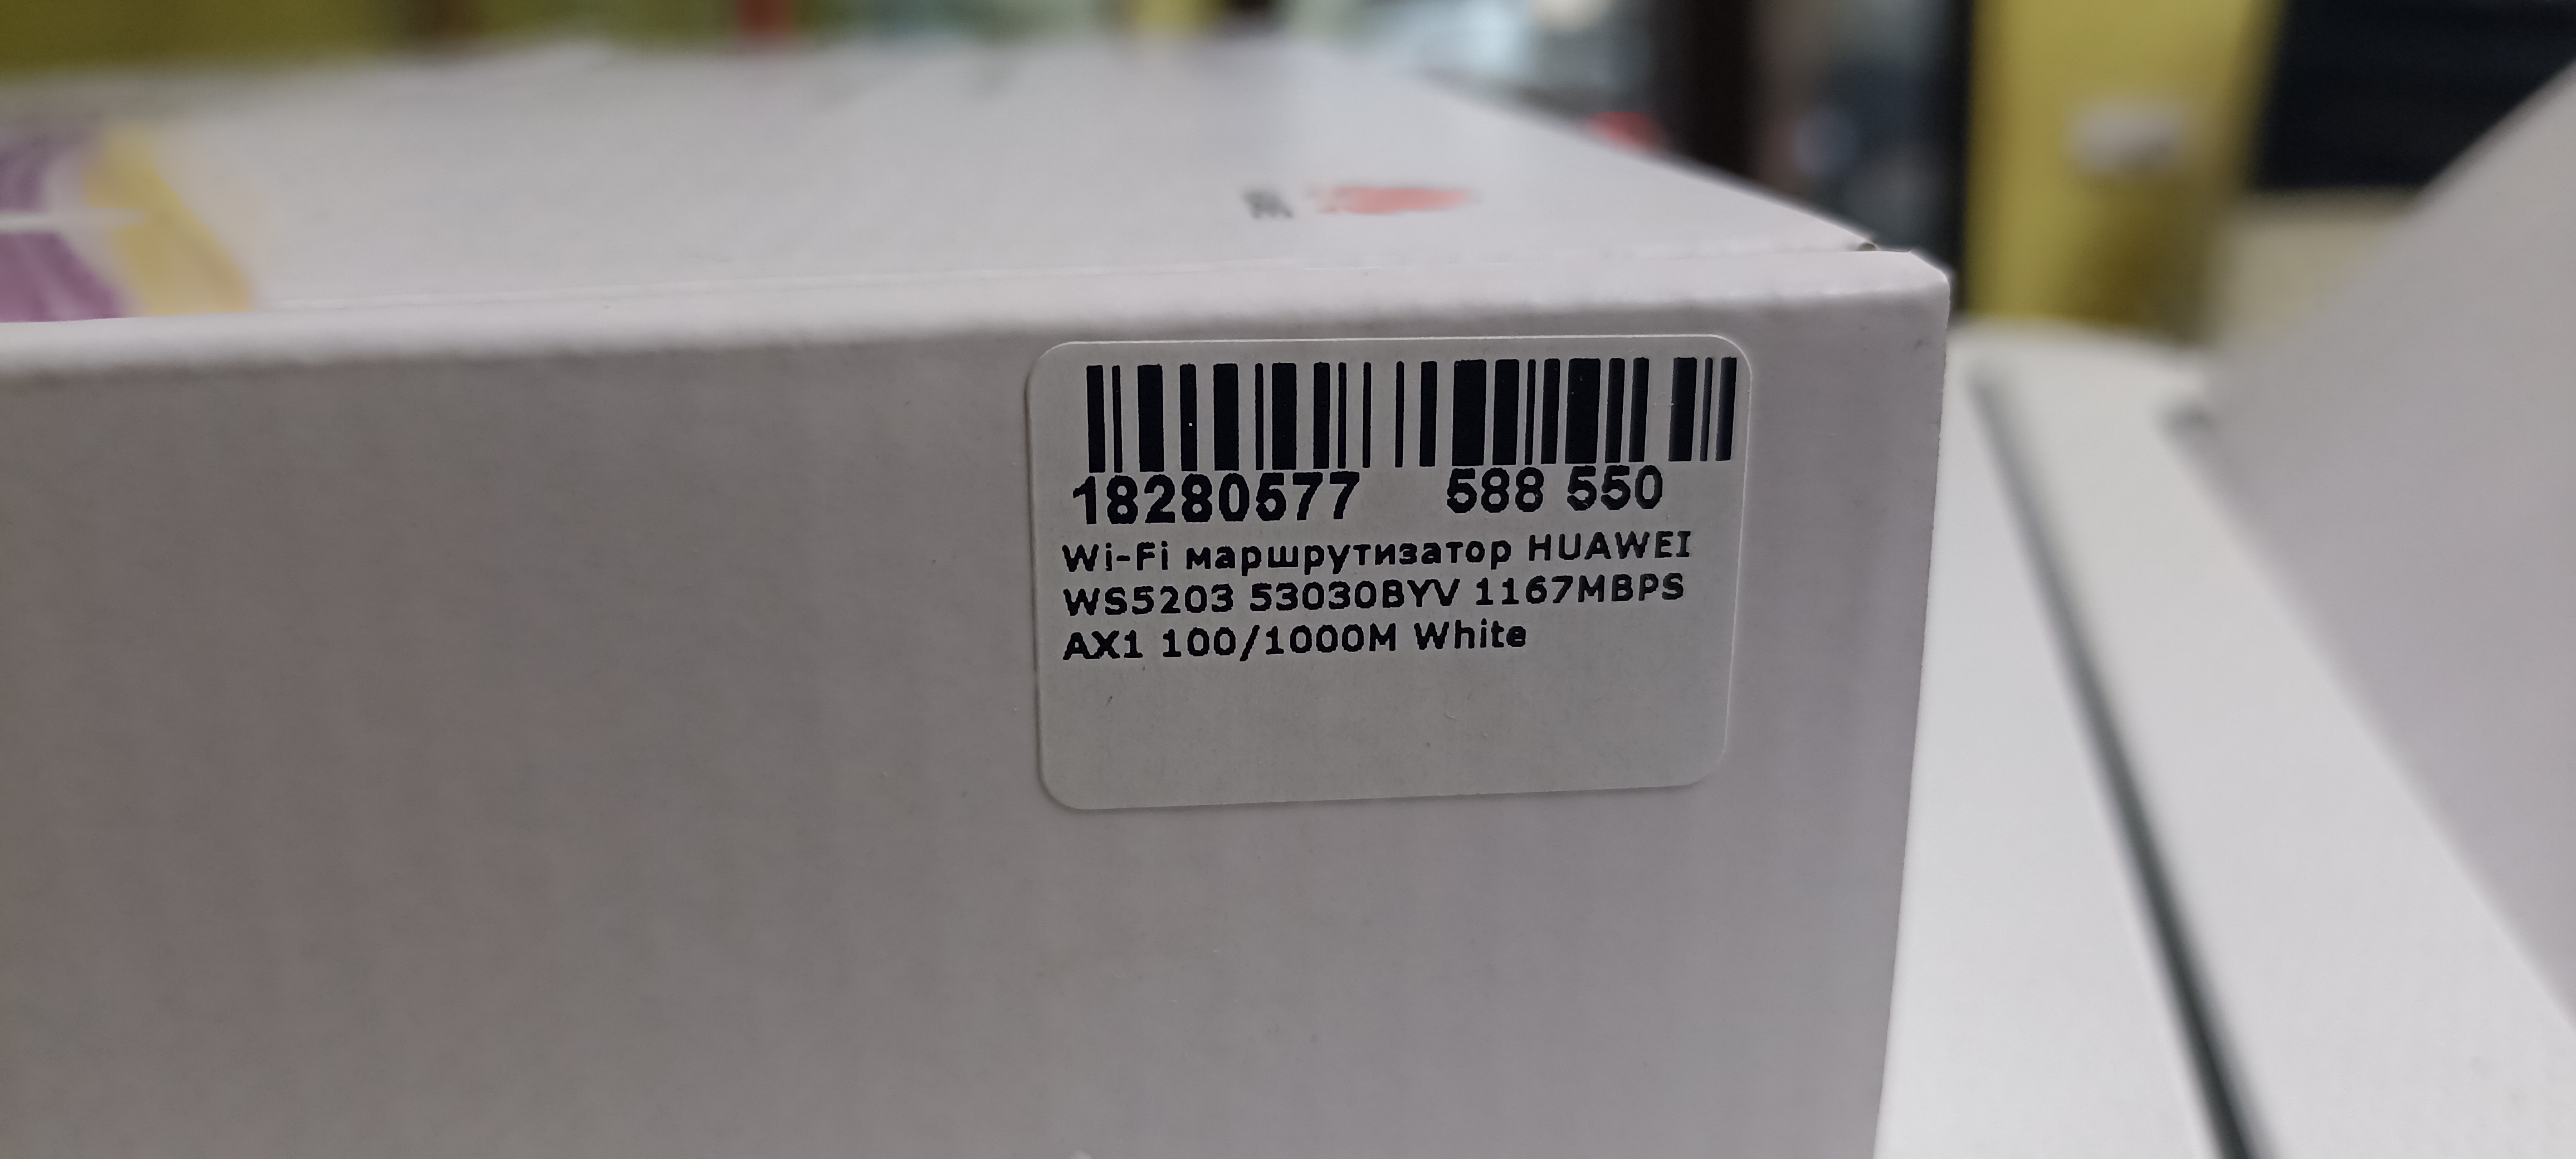 18280577 588 550
Wi-Fi маршрутизатор HUAWEI
WS5203 53030BYV 1167MBPS
AX1 100/1000M White